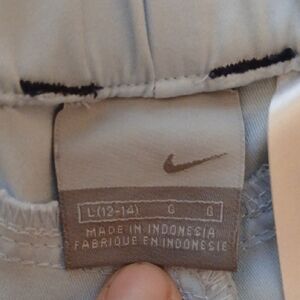 L(12-14) G G
MADE IN INDONESIA
FABRIQUE EN INDONESIE